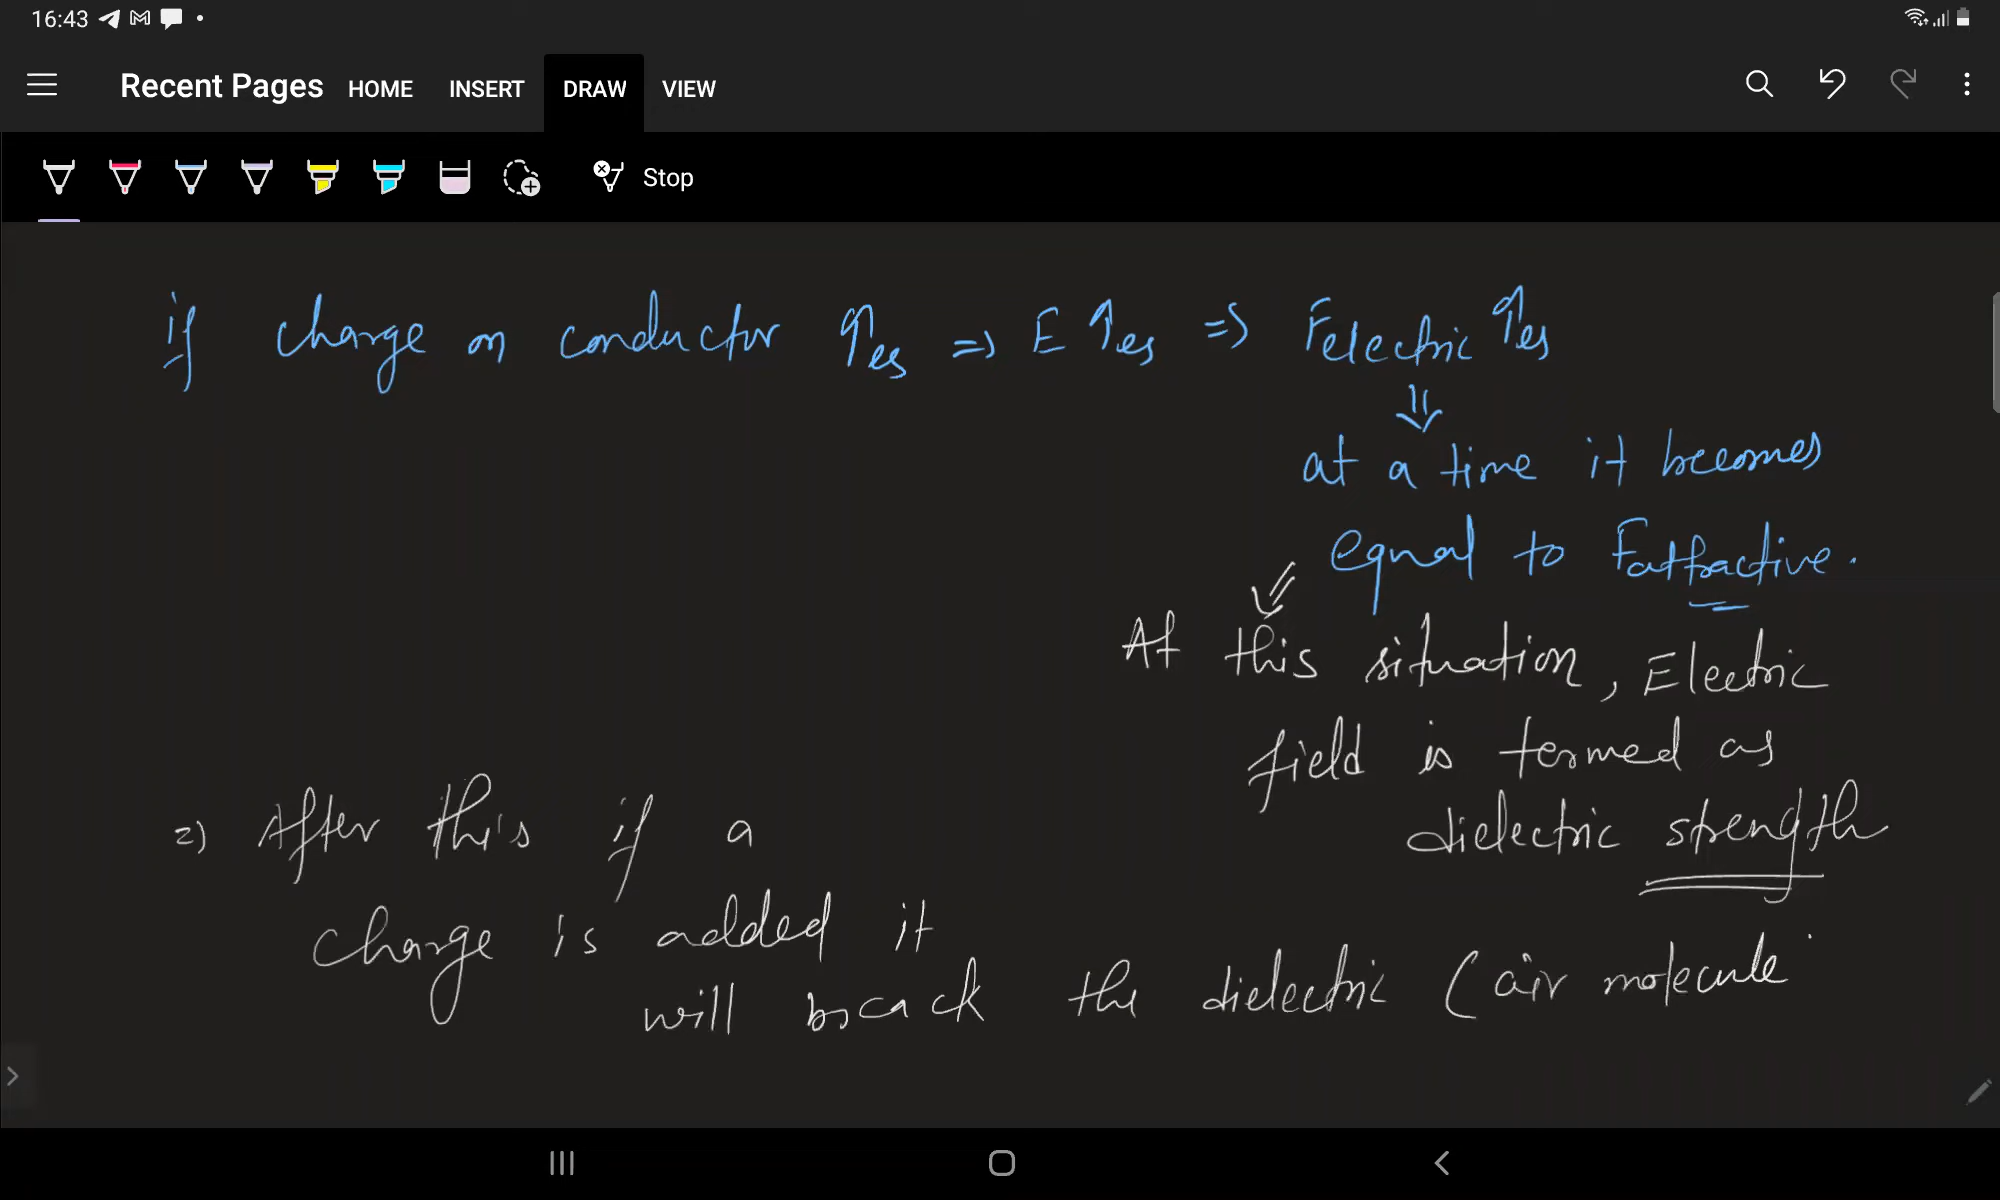 16:43
Recent Pages HOME INSERT DRAW VIEW
Stop
if charge on conductor ↑es => E ↑es => Felectric ↑es
⇓
at a time it becomes
equal to Fattractive.
At this situation, Electric
field is termed as
dielectric strength
2) After this if a
charge is added it
will brcack the dielectric (air molecule